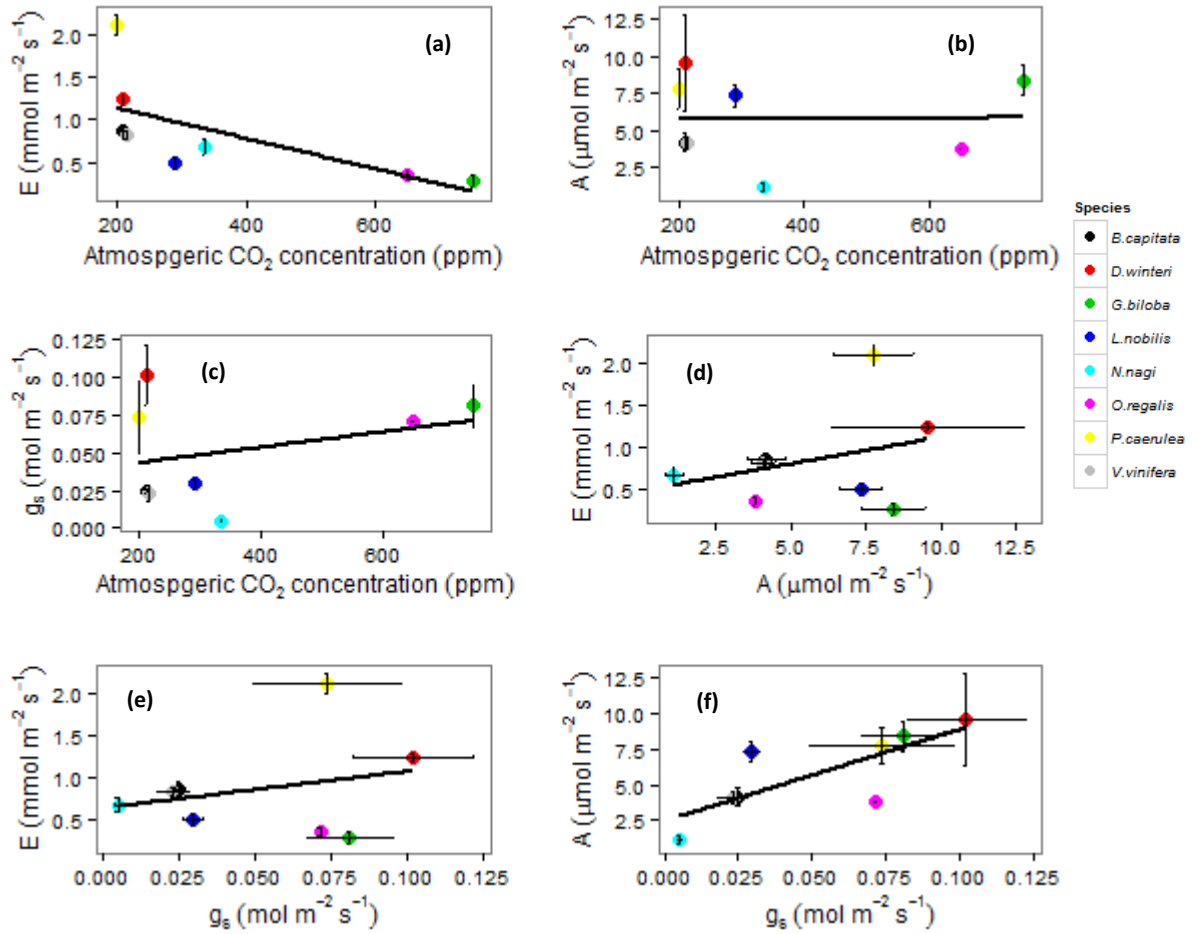 (a)
E (mmol m⁻² s⁻¹)
2.0
1.5
1.0
0.5
200
400
600
Atmospgeric CO₂ concentration (ppm)
(b)
A (μmol m⁻² s⁻¹)
12.5
10.0
7.5
5.0
2.5
200
400
600
Atmospgeric CO₂ concentration (ppm)
Species
B.capitata
D.winteri
G.biloba
L.nobilis
N.nagi
O.regalis
P.caerulea
V.vinifera
(c)
gₛ (mol m⁻² s⁻¹)
0.125
0.100
0.075
0.050
0.025
0.000
200
400
600
Atmospgeric CO₂ concentration (ppm)
(d)
E (mmol m⁻² s⁻¹)
2.0
1.5
1.0
0.5
2.5
5.0
7.5
10.0
12.5
A (μmol m⁻² s⁻¹)
(e)
E (mmol m⁻² s⁻¹)
2.0
1.5
1.0
0.5
0.000
0.025
0.050
0.075
0.100
0.125
gₛ (mol m⁻² s⁻¹)
(f)
A (μmol m⁻² s⁻¹)
12.5
10.0
7.5
5.0
2.5
0.000
0.025
0.050
0.075
0.100
0.125
gₛ (mol m⁻² s⁻¹)